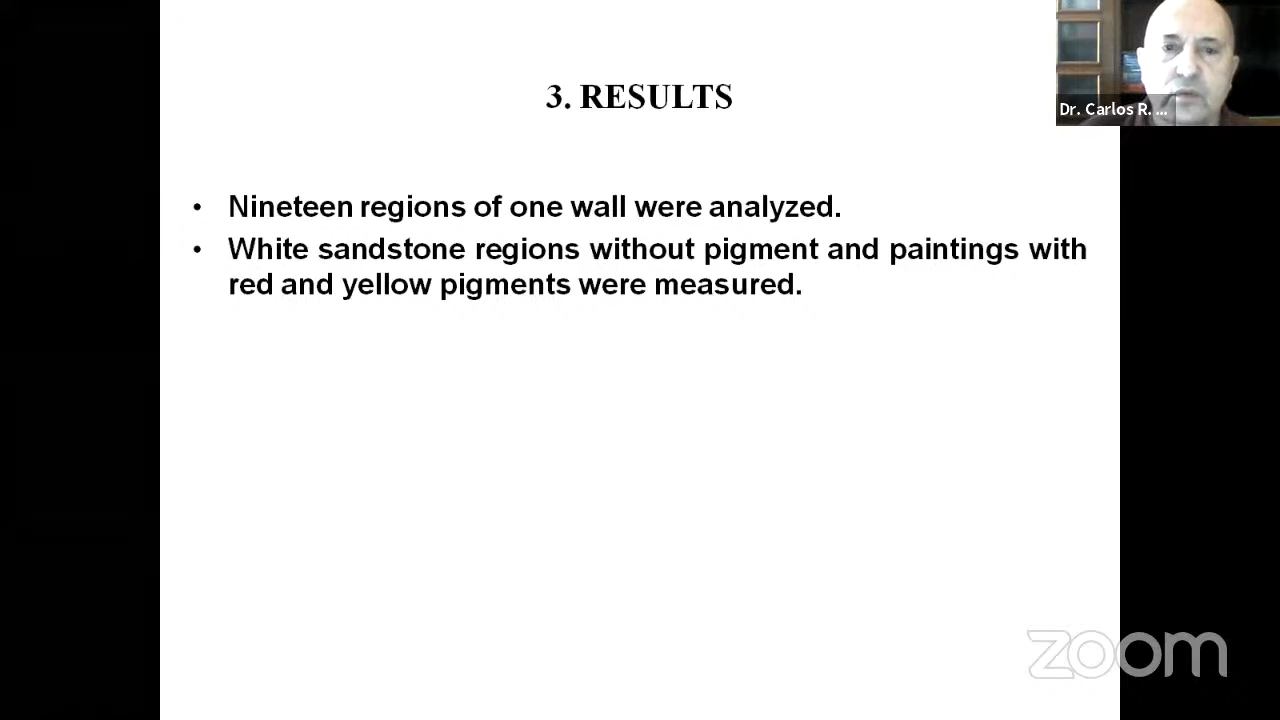 3. RESULTS
Dr. Carlos R. ...
• Nineteen regions of one wall were analyzed.
• White sandstone regions without pigment and paintings with
red and yellow pigments were measured.
zoom